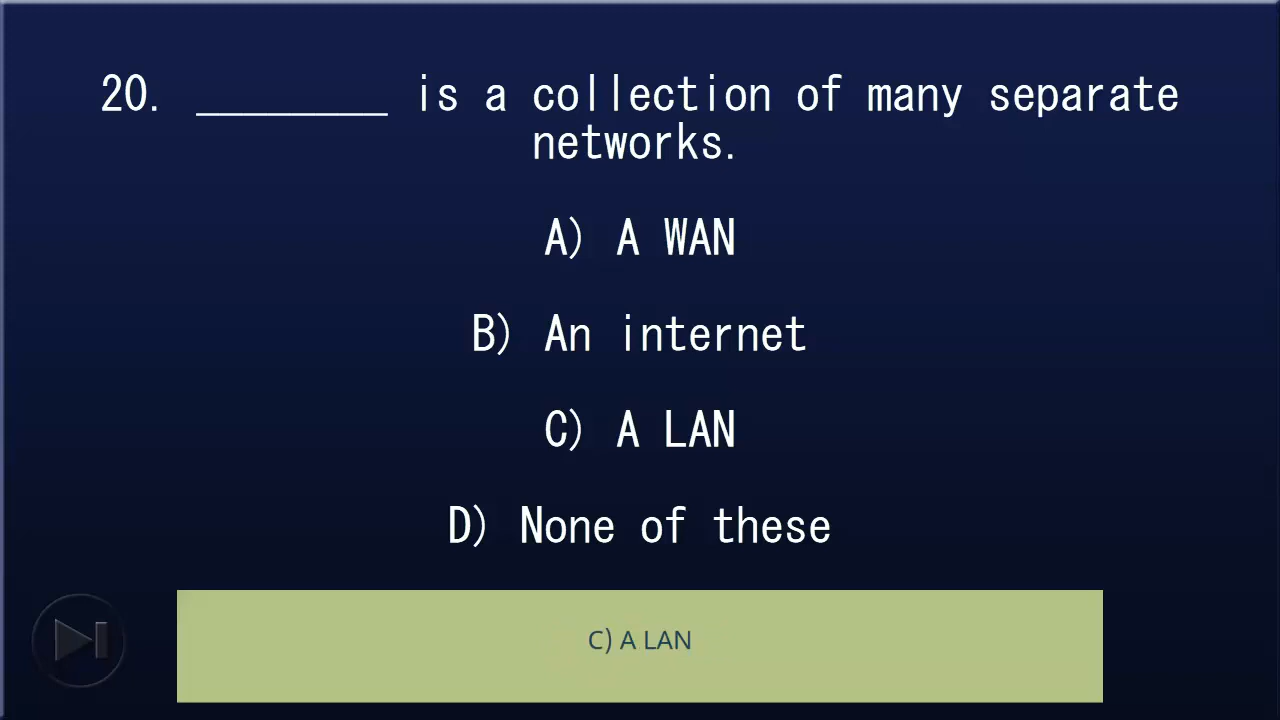 20. ________ is a collection of many separate
networks.
A) A WAN
B) An internet
C) A LAN
D) None of these
C) A LAN